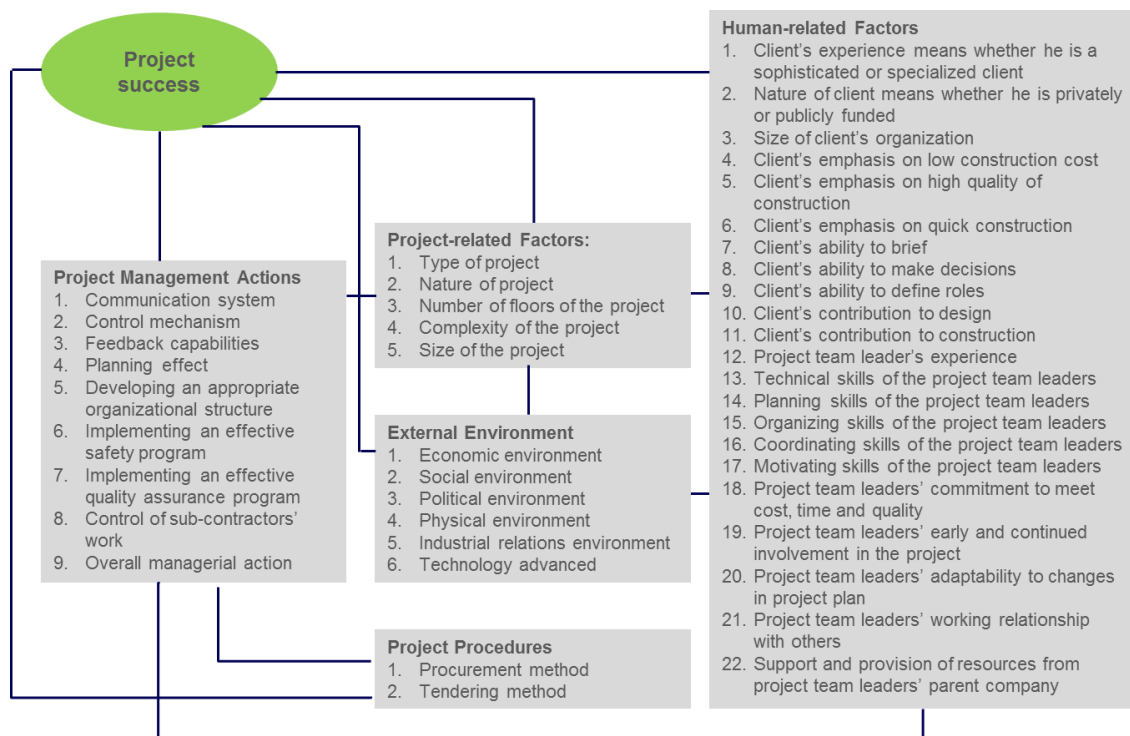 Project
success
Human-related Factors
1. Client's experience means whether he is a
sophisticated or specialized client
2. Nature of client means whether he is privately
or publicly funded
3. Size of client's organization
4. Client's emphasis on low construction cost
5. Client's emphasis on high quality of
construction
6. Client's emphasis on quick construction
7. Client's ability to brief
8. Client's ability to make decisions
9. Client's ability to define roles
10. Client's contribution to design
11. Client's contribution to construction
12. Project team leader's experience
13. Technical skills of the project team leaders
14. Planning skills of the project team leaders
15. Organizing skills of the project team leaders
16. Coordinating skills of the project team leaders
17. Motivating skills of the project team leaders
18. Project team leaders' commitment to meet
cost, time and quality
19. Project team leaders' early and continued
involvement in the project
20. Project team leaders' adaptability to changes
in project plan
21. Project team leaders' working relationship
with others
22. Support and provision of resources from
project team leaders' parent company
Project-related Factors:
1. Type of project
2. Nature of project
3. Number of floors of the project
4. Complexity of the project
5. Size of the project
Project Management Actions
1. Communication system
2. Control mechanism
3. Feedback capabilities
4. Planning effect
5. Developing an appropriate
organizational structure
6. Implementing an effective
safety program
7. Implementing an effective
quality assurance program
8. Control of sub-contractors'
work
9. Overall managerial action
External Environment
1. Economic environment
2. Social environment
3. Political environment
4. Physical environment
5. Industrial relations environment
6. Technology advanced
Project Procedures
1. Procurement method
2. Tendering method